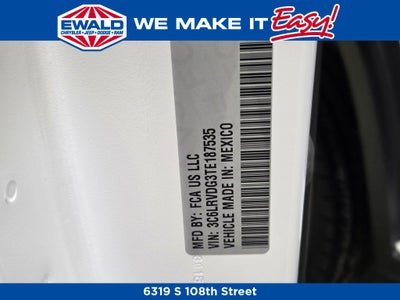 EWALD
CHRYSLER • JEEP • DODGE • RAM
WE MAKE IT Easy!
MFD BY: FCA US LLC
VIN: 3C6LRVDG3TE187535
VEHICLE MADE IN: MEXICO
6319 S 108th Street